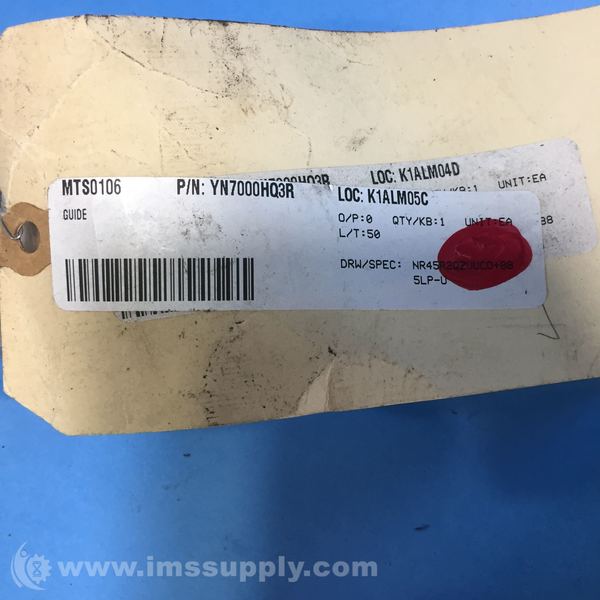 LOC: K1ALM04D
UNIT:EA
MTS0106 P/N: YN7000HQ3R LOC: K1ALM05C
GUIDE
O/P:0 QTY/KB:1 UNIT:EA
L/T:50
DRW/SPEC:
5LP-U
www.imssupply.com